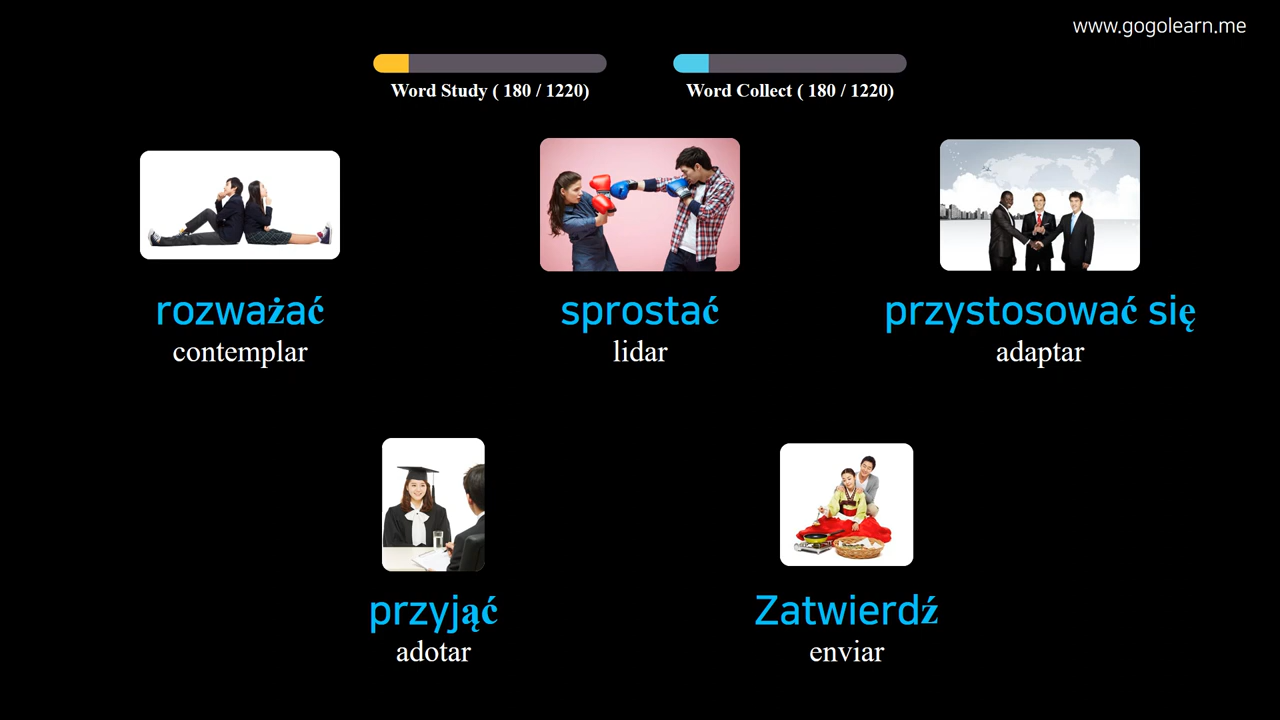 www.gogolearn.me
Word Study ( 180 / 1220)
Word Collect ( 180 / 1220)
rozważać
contemplar
sprostać
lidar
przystosować się
adaptar
przyjąć
adotar
Zatwierdź
enviar